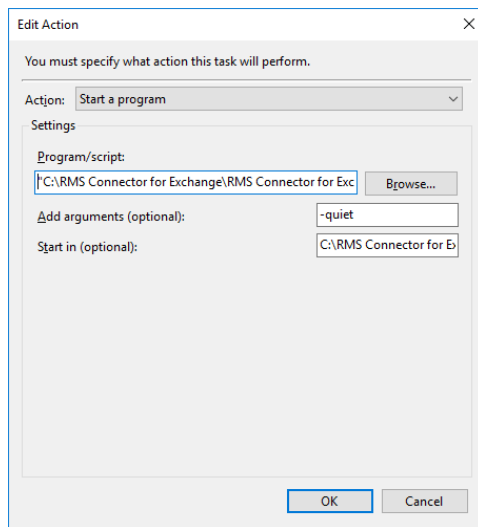 Edit Action
You must specify what action this task will perform.
Action: Start a program
Settings
Program/script:
"C:\RMS Connector for Exchange\RMS Connector for Exc Browse...
Add arguments (optional): -quiet
Start in (optional): C:\RMS Connector for Ex
OK Cancel